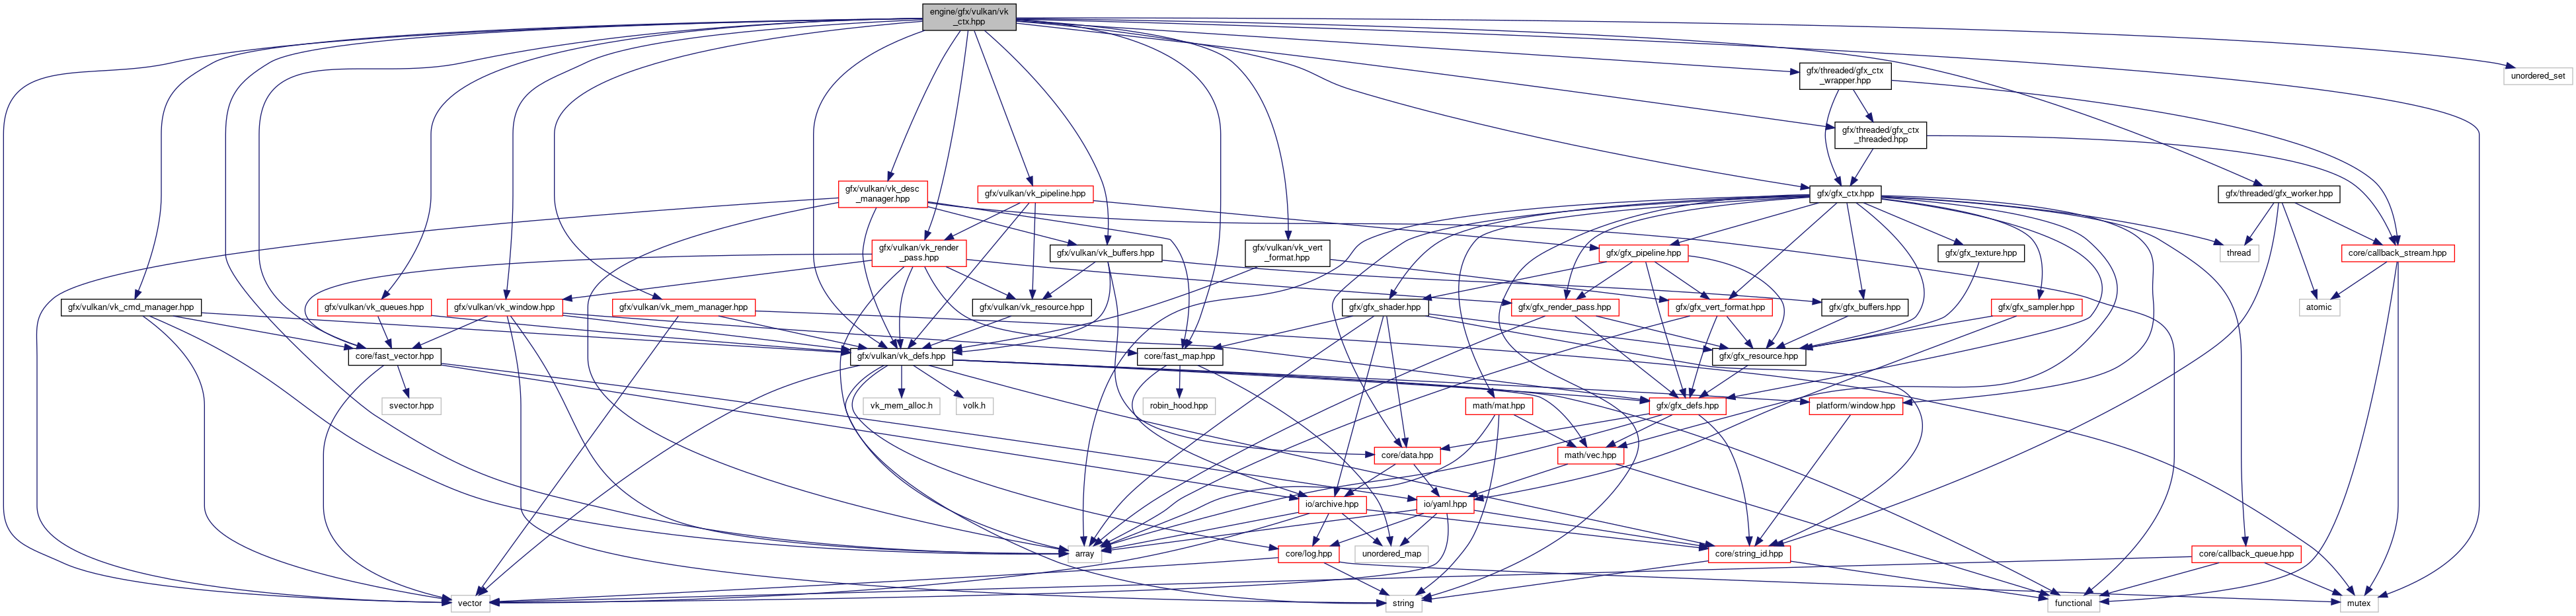 engine/gfx/vulkan/vk
_ctx.hpp
gfx/threaded/gfx_ctx
_wrapper.hpp
unordered_set
gfx/threaded/gfx_ctx
_threaded.hpp
gfx/vulkan/vk_desc
_manager.hpp
gfx/vulkan/vk_pipeline.hpp
gfx/gfx_ctx.hpp
gfx/threaded/gfx_worker.hpp
gfx/vulkan/vk_render
_pass.hpp
gfx/vulkan/vk_buffers.hpp
gfx/vulkan/vk_vert
_format.hpp
gfx/gfx_pipeline.hpp
gfx/gfx_texture.hpp
thread
core/callback_stream.hpp
gfx/vulkan/vk_cmd_manager.hpp
gfx/vulkan/vk_queues.hpp
gfx/vulkan/vk_window.hpp
gfx/vulkan/vk_mem_manager.hpp
gfx/vulkan/vk_resource.hpp
gfx/gfx_shader.hpp
gfx/gfx_render_pass.hpp
gfx/gfx_vert_format.hpp
gfx/gfx_buffers.hpp
gfx/gfx_sampler.hpp
atomic
core/fast_vector.hpp
gfx/vulkan/vk_defs.hpp
core/fast_map.hpp
gfx/gfx_resource.hpp
svector.hpp
vk_mem_alloc.h
volk.h
robin_hood.hpp
math/mat.hpp
gfx/gfx_defs.hpp
platform/window.hpp
core/data.hpp
math/vec.hpp
io/archive.hpp
io/yaml.hpp
array
core/log.hpp
unordered_map
core/string_id.hpp
core/callback_queue.hpp
vector
string
functional
mutex